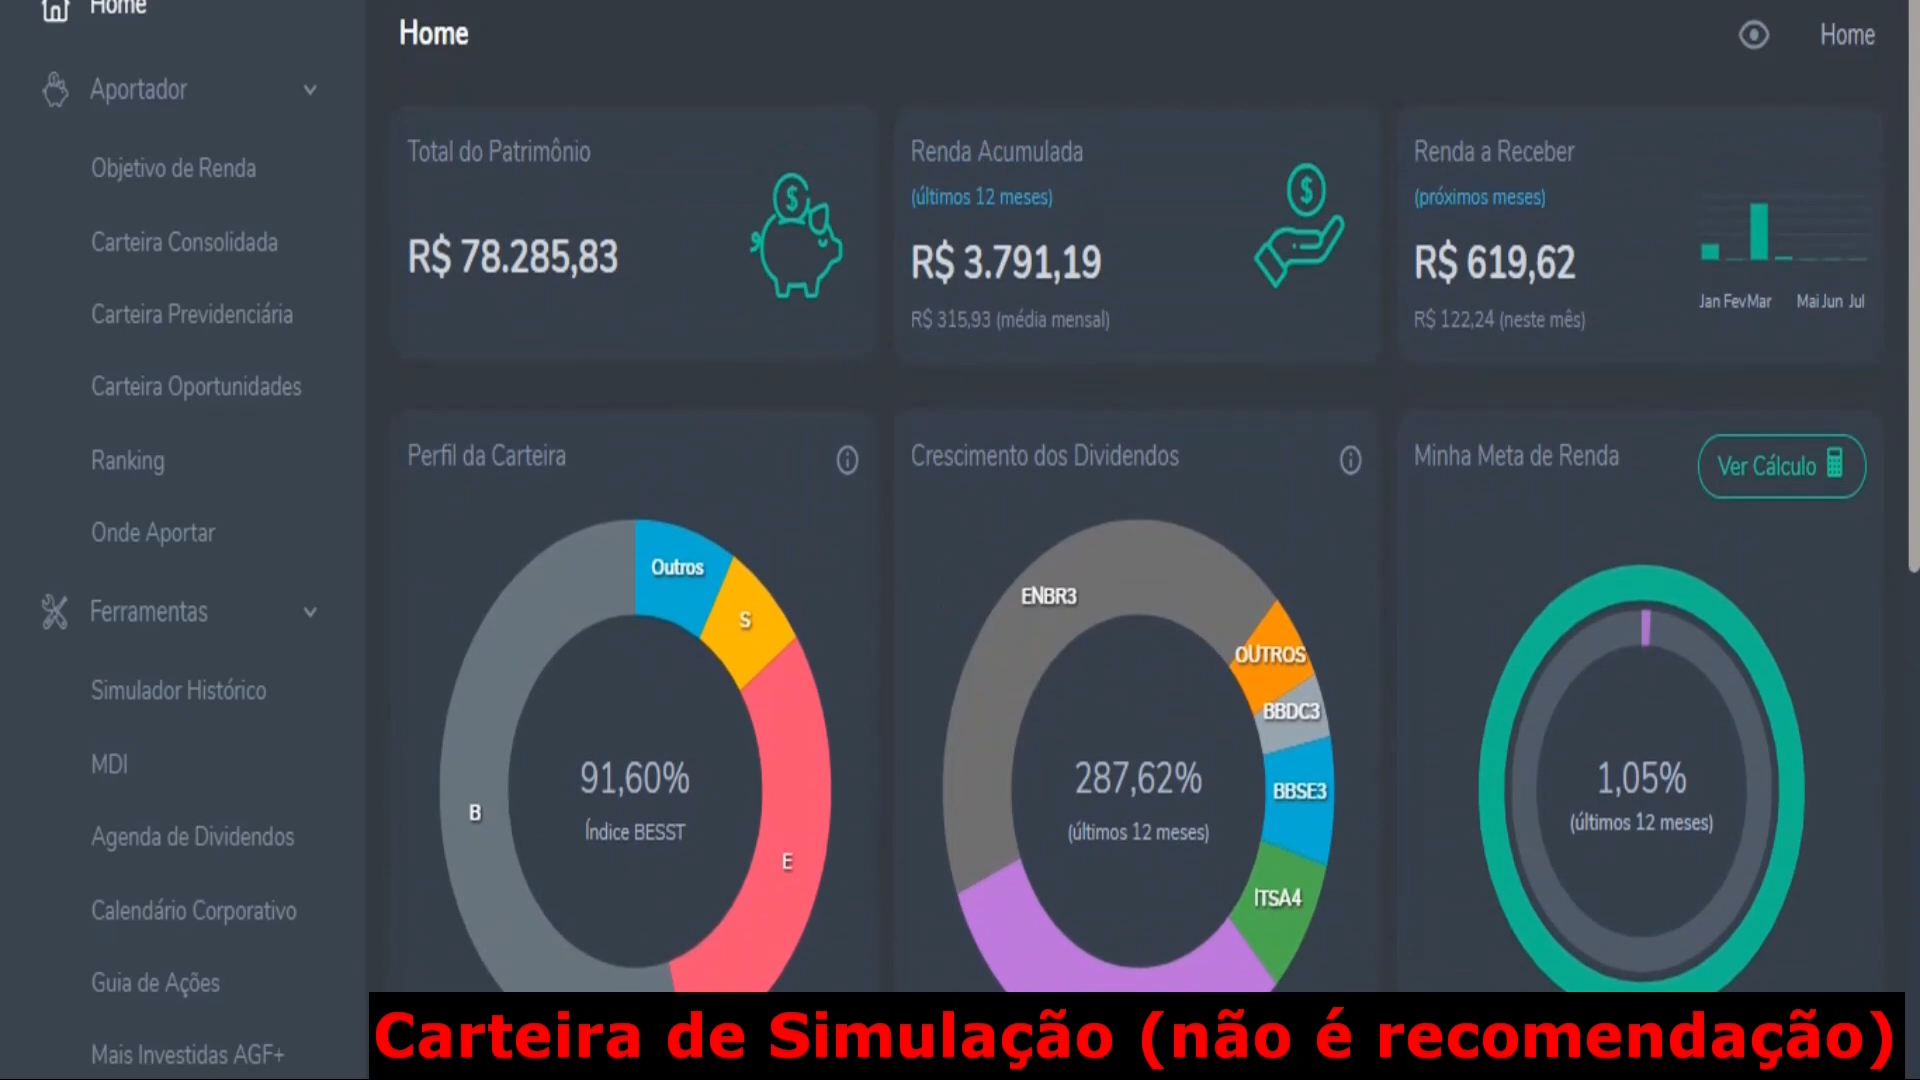 Home
Aportador
Objetivo de Renda
Carteira Consolidada
Carteira Previdenciária
Carteira Oportunidades
Ranking
Onde Aportar
Ferramentas
Simulador Histórico
MDI
Agenda de Dividendos
Calendário Corporativo
Guia de Ações
Mais Investidas AGF+
Home
Home
Total do Patrimônio
R$ 78.285,83
Renda Acumulada
(últimos 12 meses)
R$ 3.791,19
R$ 315,93 (média mensal)
Renda a Receber
(próximos meses)
R$ 619,62
R$ 122,24 (neste mês)
Jan Fev Mar Mai Jun Jul
Perfil da Carteira
Outros
S
B
E
91,60%
Índice BESST
Crescimento dos Dividendos
ENBR3
OUTROS
BBDC3
BBSE3
ITSA4
287,62%
(últimos 12 meses)
Minha Meta de Renda
Ver Cálculo
1,05%
(últimos 12 meses)
Carteira de Simulação (não é recomendação)